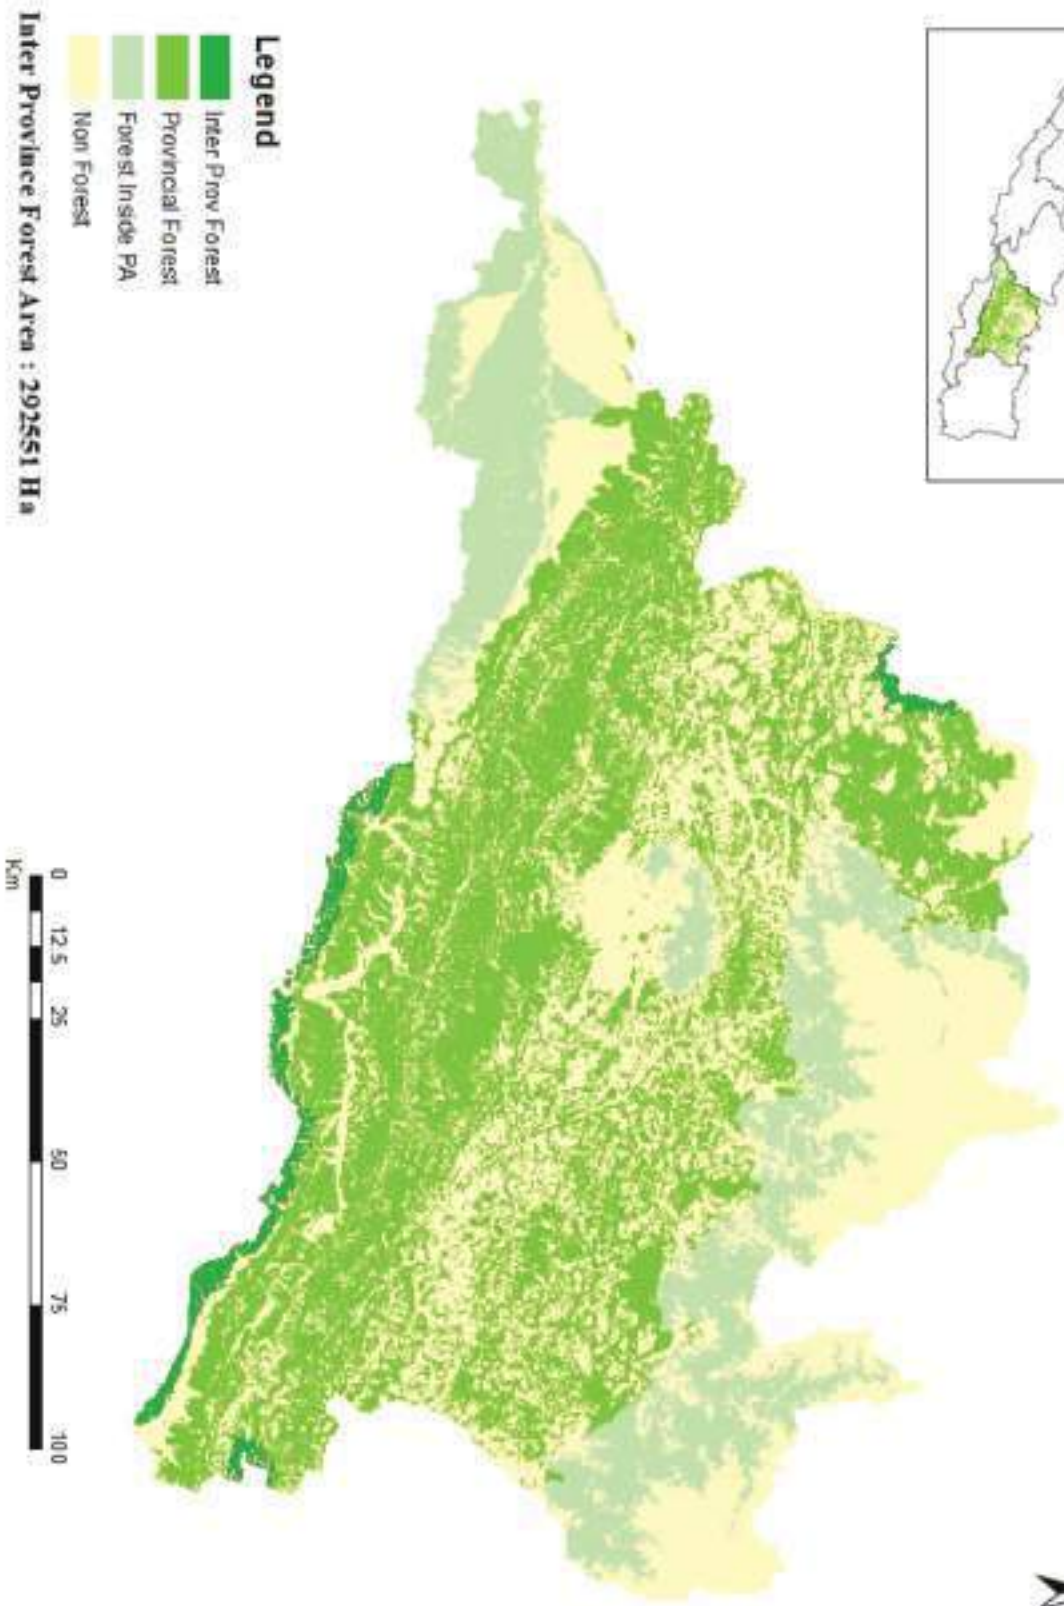 Legend
Inter Prov Forest
Provincial Forest
Forest Inside PA
Non Forest
Inter Province Forest Area : 292551 Ha
0 12.5 25 50 75 100
Km